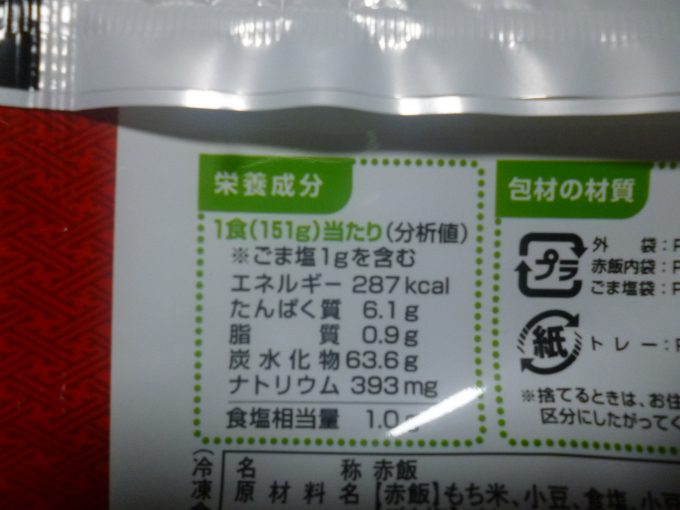 栄養成分
1食(151g)当たり(分析値)
※ごま塩1gを含む
エネルギー 287kcal
たんぱく質 6.1g
脂 質 0.9g
炭水化物 63.6g
ナトリウム 393mg
食塩相当量 1.0g
包材の材質
プラ
外 袋:P
赤飯内袋:P
ごま塩袋:P
紙
トレー:P
※捨てるときは、お住
区分にしたがってく
(冷凍食
名 称 赤飯
原材料名 【赤飯】もち米、小豆、食塩、小豆